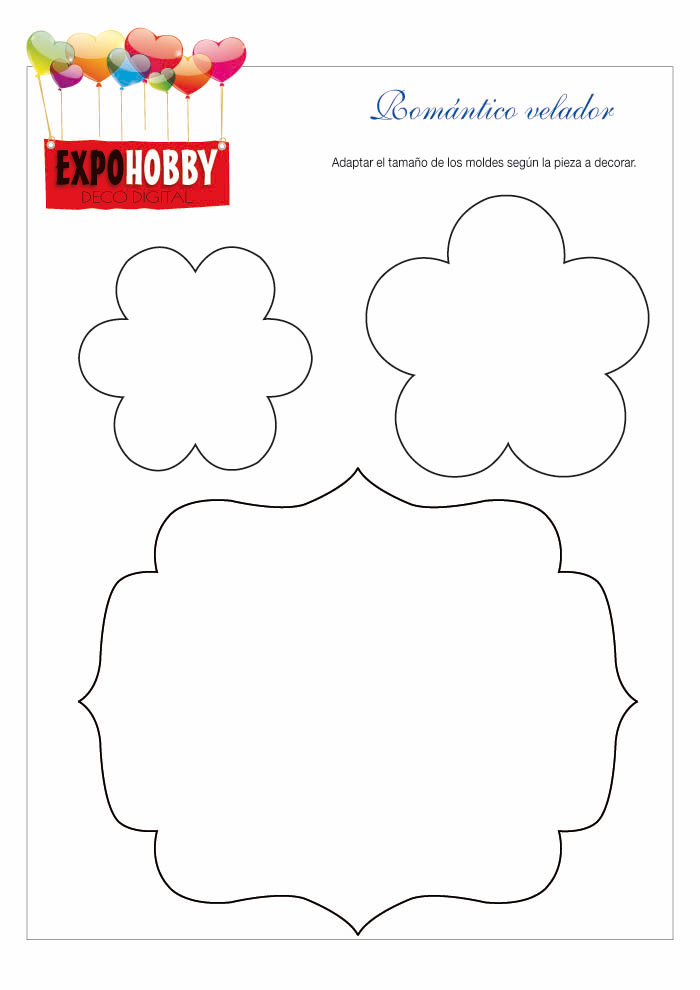 EXPOHOBBY
DECO DIGITAL
Romántico velador
Adaptar el tamaño de los moldes según la pieza a decorar.